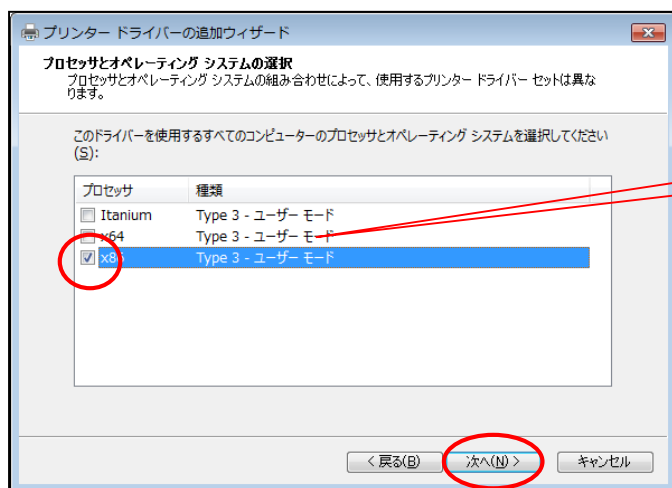 プリンター ドライバーの追加ウィザード
プロセッサとオペレーティング システムの選択
プロセッサとオペレーティング システムの組み合わせによって、使用するプリンター ドライバー セットは異な
ります。
このドライバーを使用するすべてのコンピューターのプロセッサとオペレーティング システムを選択してください
(S):
プロセッサ 種類
Itanium Type 3 - ユーザー モード
x64 Type 3 - ユーザー モード
x86 Type 3 - ユーザー モード
< 戻る(B) 次へ(N) > キャンセル